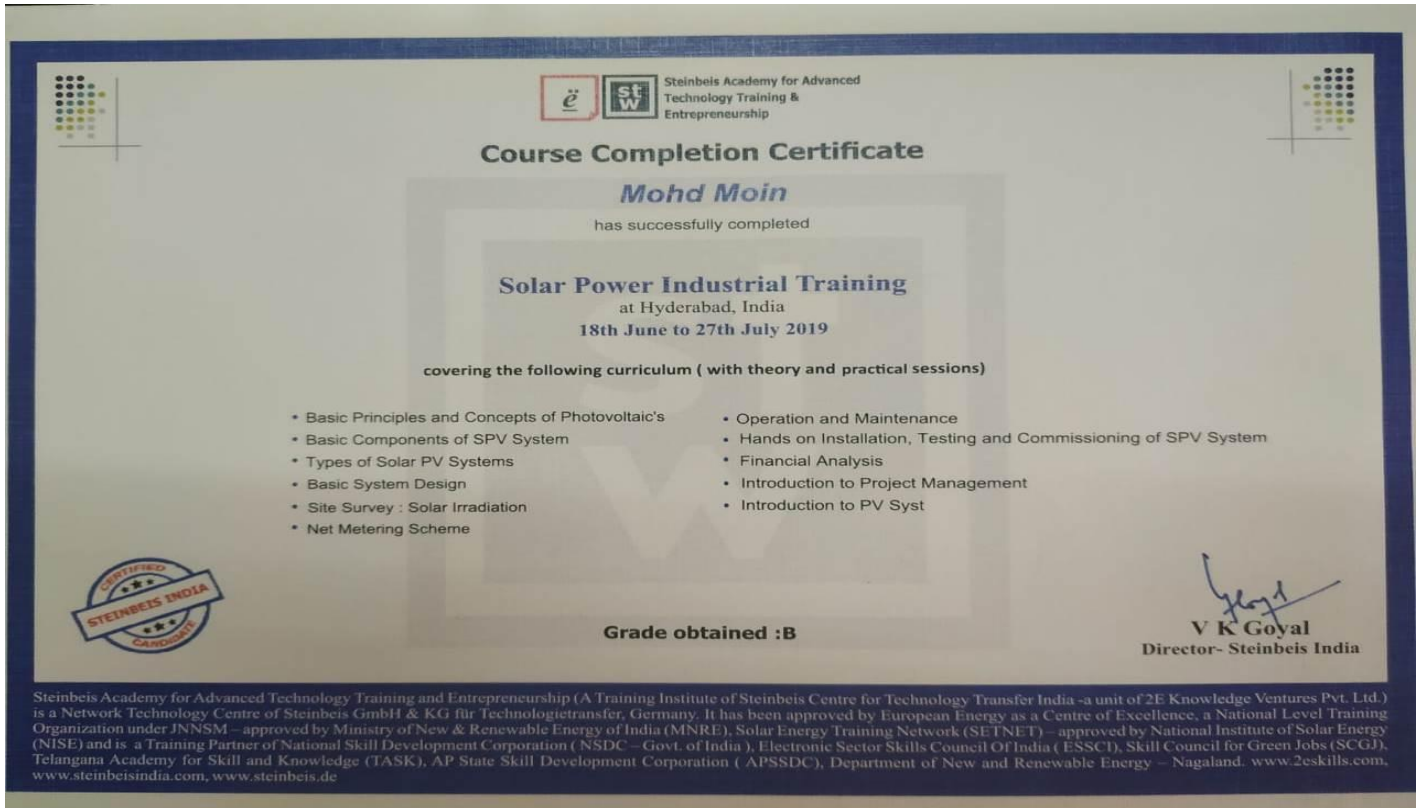 ë
st
w
Steinbeis Academy for Advanced
Technology Training &
Entrepreneurship
Course Completion Certificate
Mohd Moin
has successfully completed
Solar Power Industrial Training
at Hyderabad, India
18th June to 27th July 2019
covering the following curriculum ( with theory and practical sessions)
• Basic Principles and Concepts of Photovoltaic's
• Basic Components of SPV System
• Types of Solar PV Systems
• Basic System Design
• Site Survey : Solar Irradiation
• Net Metering Scheme
• Operation and Maintenance
• Hands on Installation, Testing and Commissioning of SPV System
• Financial Analysis
• Introduction to Project Management
• Introduction to PV Syst
CERTIFIED
STEINBEIS INDIA
CANDIDATE
Grade obtained :B
V K Goyal
Director- Steinbeis India
Steinbeis Academy for Advanced Technology Training and Entrepreneurship (A Training Institute of Steinbeis Centre for Technology Transfer India -a unit of 2E Knowledge Ventures Pvt. Ltd.)
is a Network Technology Centre of Steinbeis GmbH & KG für Technologietransfer, Germany. It has been approved by European Energy as a Centre of Excellence, a National Level Training
Organization under JNNSM – approved by Ministry of New & Renewable Energy of India (MNRE), Solar Energy Training Network (SETNET) – approved by National Institute of Solar Energy
(NISE) and is a Training Partner of National Skill Development Corporation ( NSDC – Govt. of India ), Electronic Sector Skills Council Of India ( ESSCI), Skill Council for Green Jobs (SCGJ),
Telangana Academy for Skill and Knowledge (TASK), AP State Skill Development Corporation ( APSSDC), Department of New and Renewable Energy – Nagaland. www.2eskills.com,
www.steinbeisindia.com, www.steinbeis.de